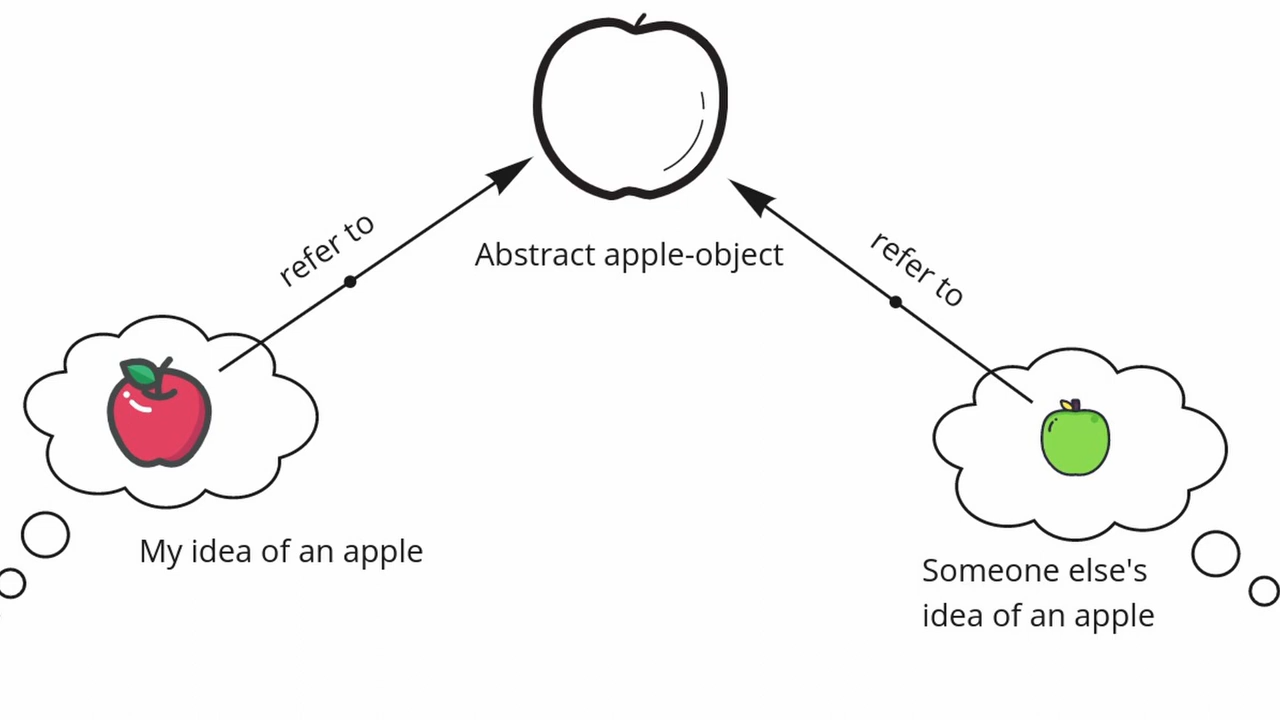 refer to
Abstract apple-object
refer to
My idea of an apple
Someone else's
idea of an apple